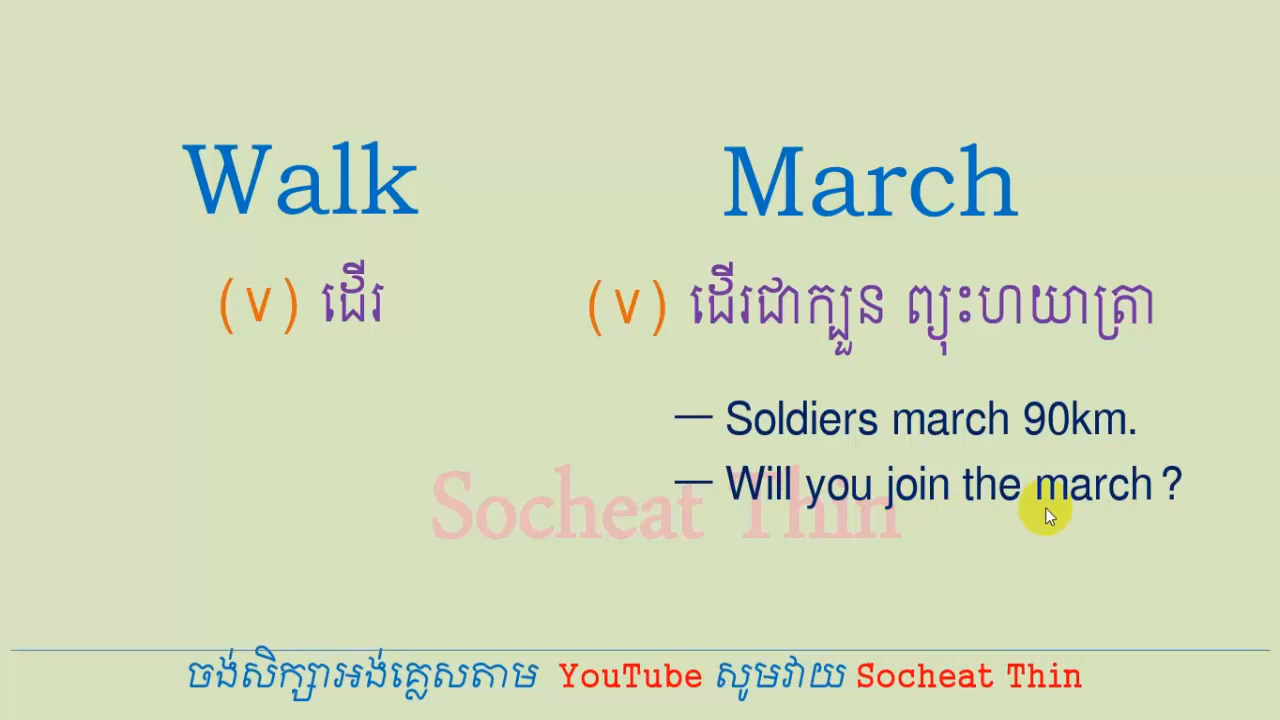 Walk March
(v) ដើរ (v) ដើរជាក្បួន ព្យុះហយាត្រា
— Soldiers march 90km.
— Will you join the march ?
Socheat Thin
ចង់សិក្សាអង់គ្លេសតាម YouTube សូមវាយ Socheat Thin